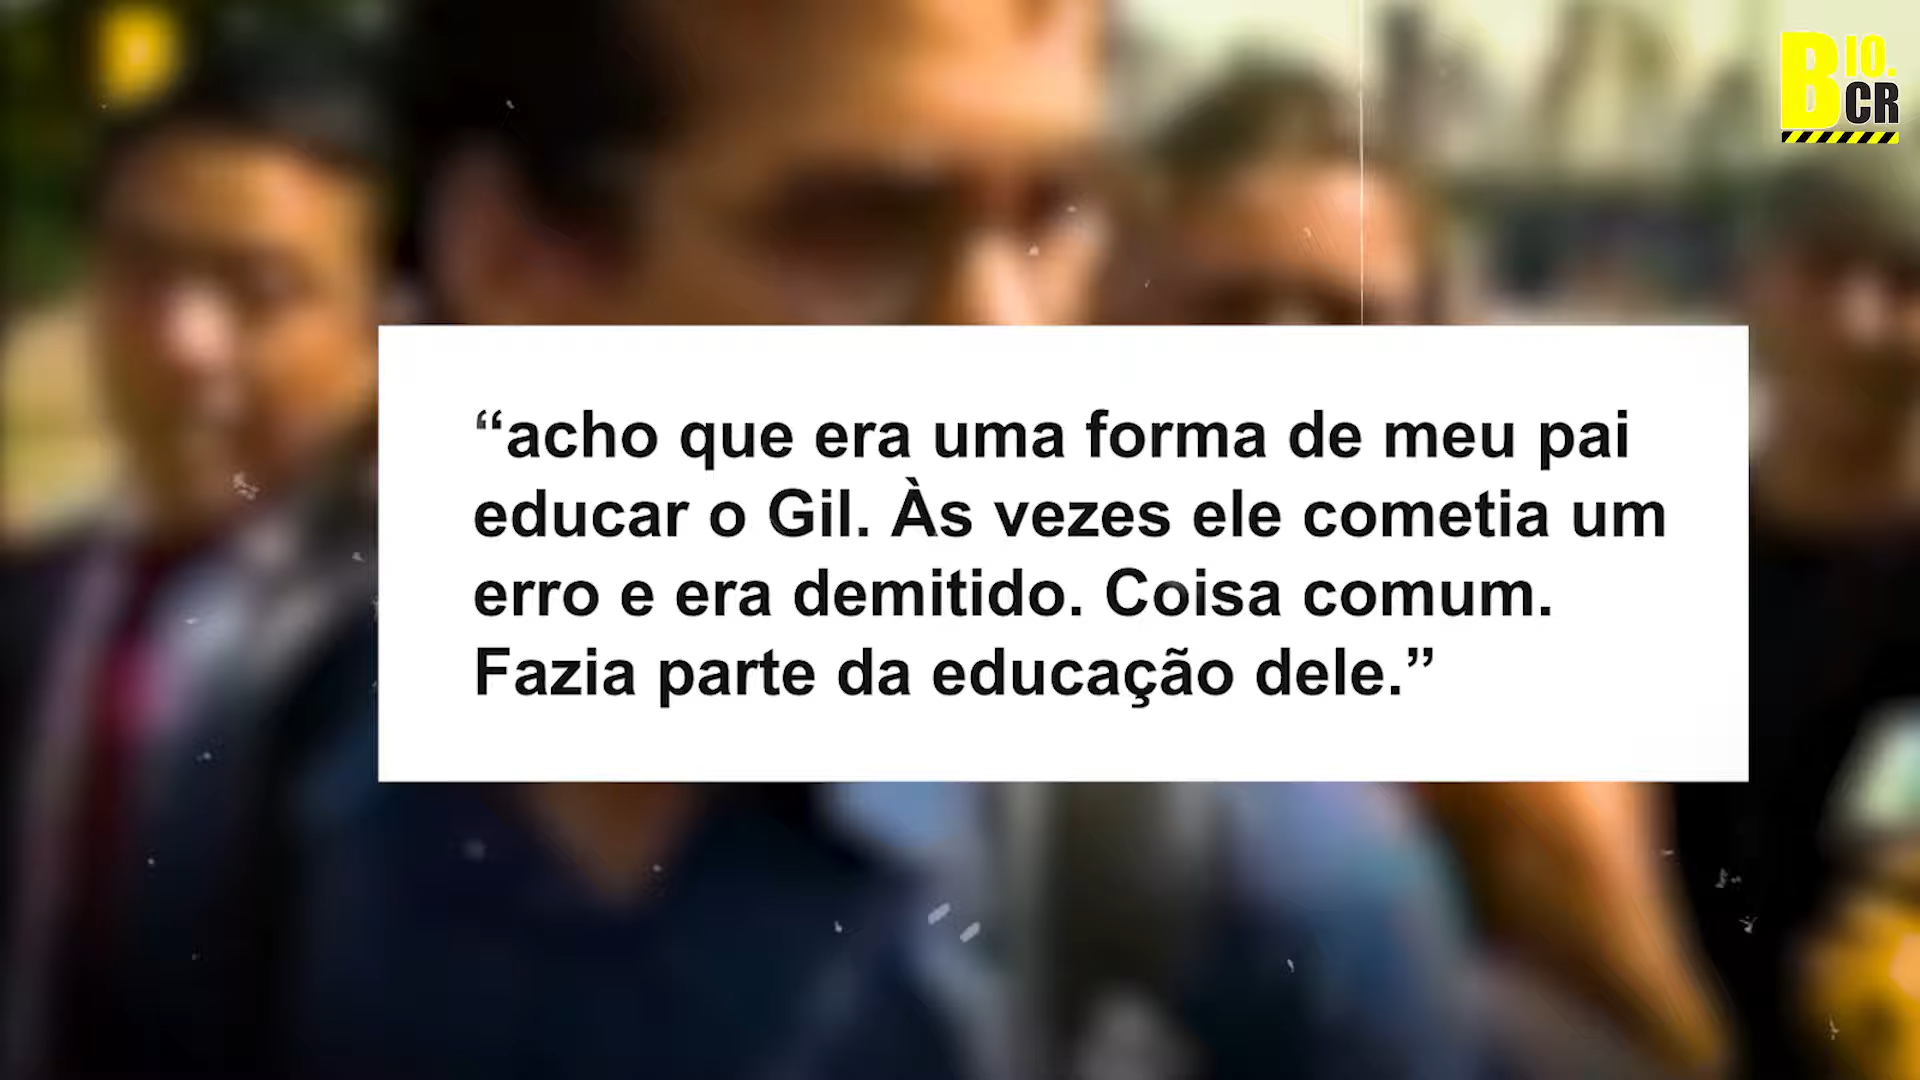 BIO.
CR
“acho que era uma forma de meu pai
educar o Gil. Às vezes ele cometia um
erro e era demitido. Coisa comum.
Fazia parte da educação dele.”